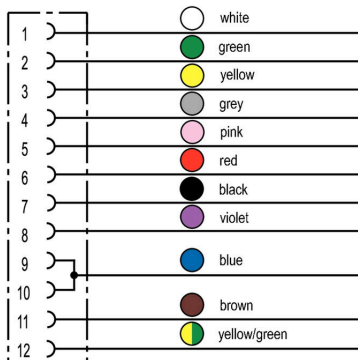 white
1
green
2
yellow
3
grey
4
pink
5
red
6
black
7
violet
8
9
blue
10
brown
11
yellow/green
12